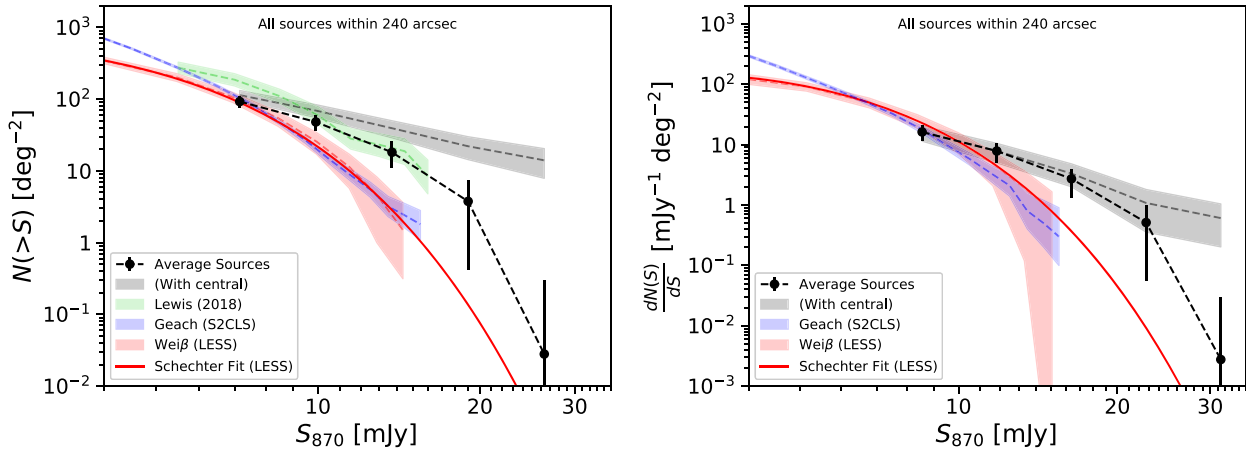 All sources within 240 arcsec
N(>S) [deg⁻²]
10³
10²
10¹
1
10⁻¹
10⁻²
Average Sources
(With central)
Lewis (2018)
Geach (S2CLS)
Weiβ (LESS)
Schechter Fit (LESS)
10
20
30
S₈₇₀ [mJy]
All sources within 240 arcsec
dN(S)/dS [mJy⁻¹ deg⁻²]
10³
10²
10¹
1
10⁻¹
10⁻²
10⁻³
Average Sources
(With central)
Geach (S2CLS)
Weiβ (LESS)
Schechter Fit (LESS)
10
20
30
S₈₇₀ [mJy]